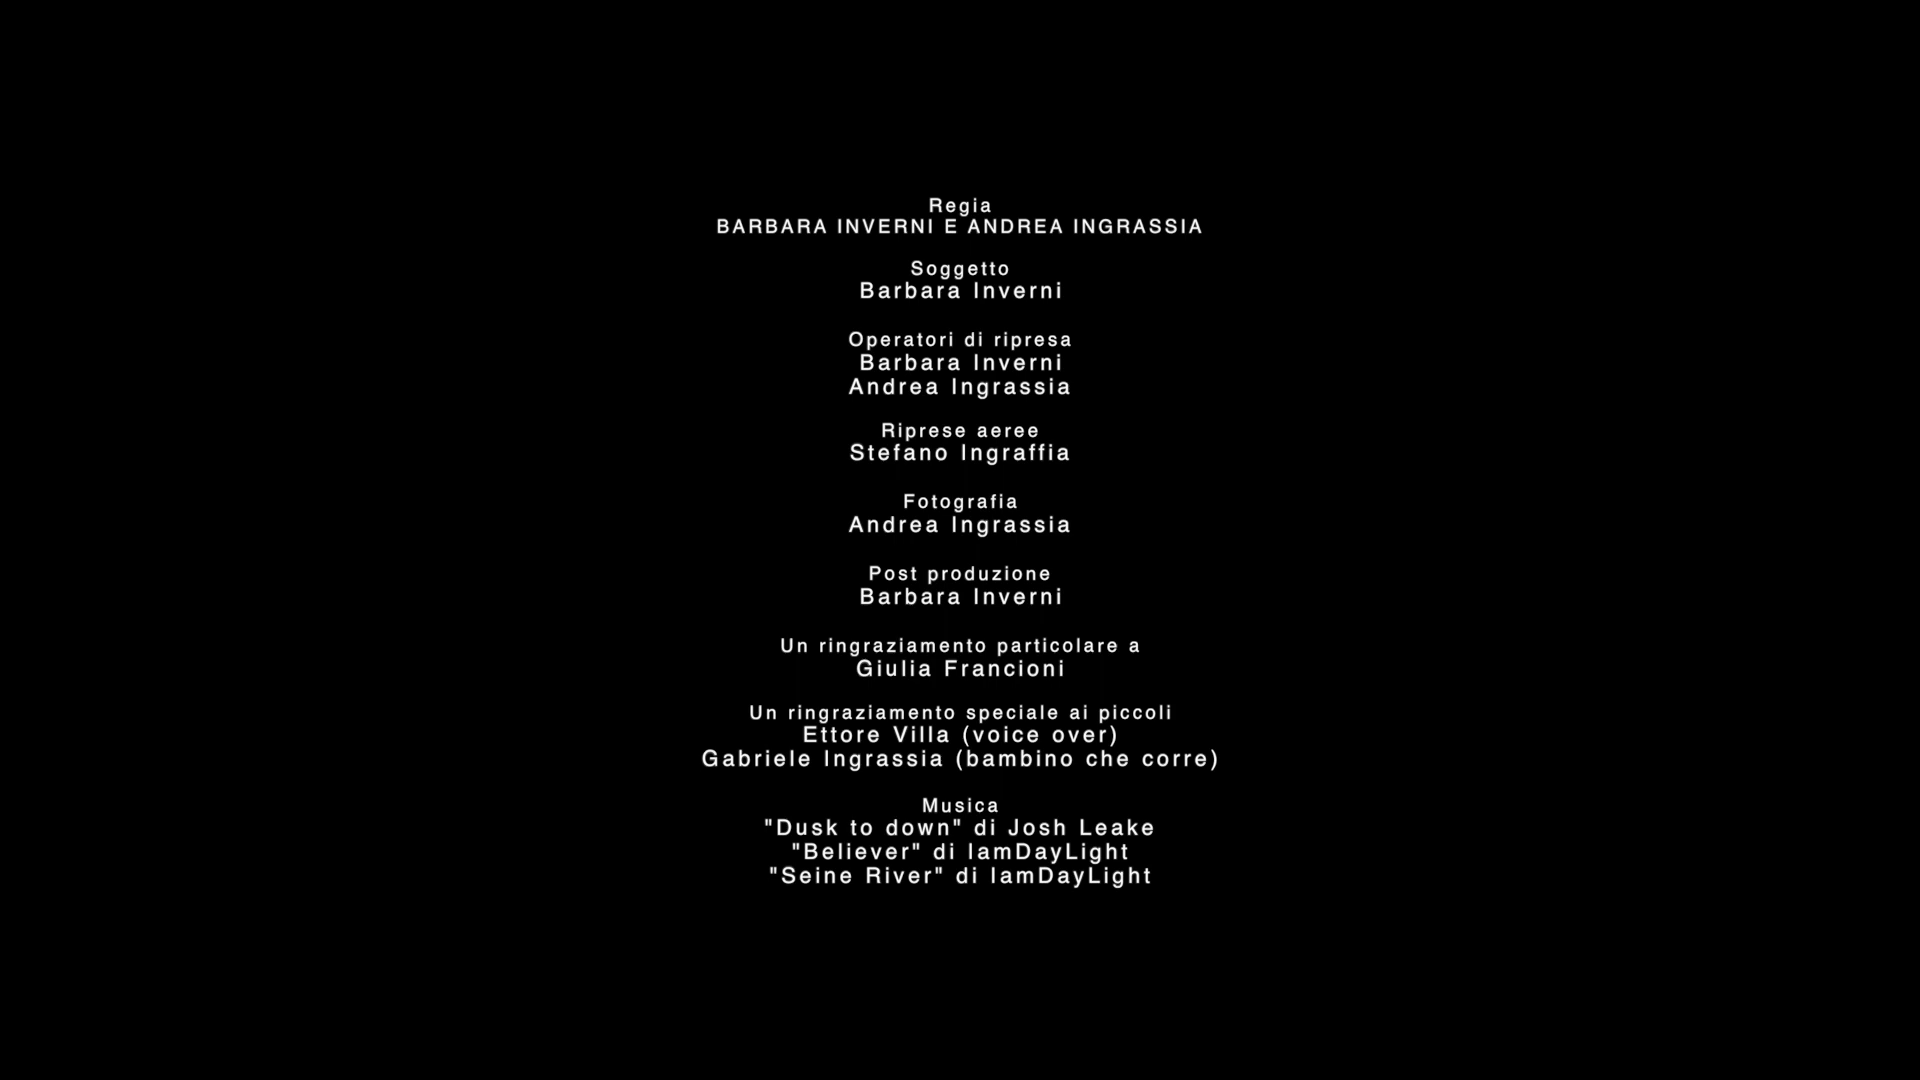 Regia
BARBARA INVERNI E ANDREA INGRASSIA
Soggetto
Barbara Inverni
Operatori di ripresa
Barbara Inverni
Andrea Ingrassia
Riprese aeree
Stefano Ingraffia
Fotografia
Andrea Ingrassia
Post produzione
Barbara Inverni
Un ringraziamento particolare a
Giulia Francioni
Un ringraziamento speciale ai piccoli
Ettore Villa (voice over)
Gabriele Ingrassia (bambino che corre)
Musica
"Dusk to down" di Josh Leake
"Believer" di IamDayLight
"Seine River" di IamDayLight